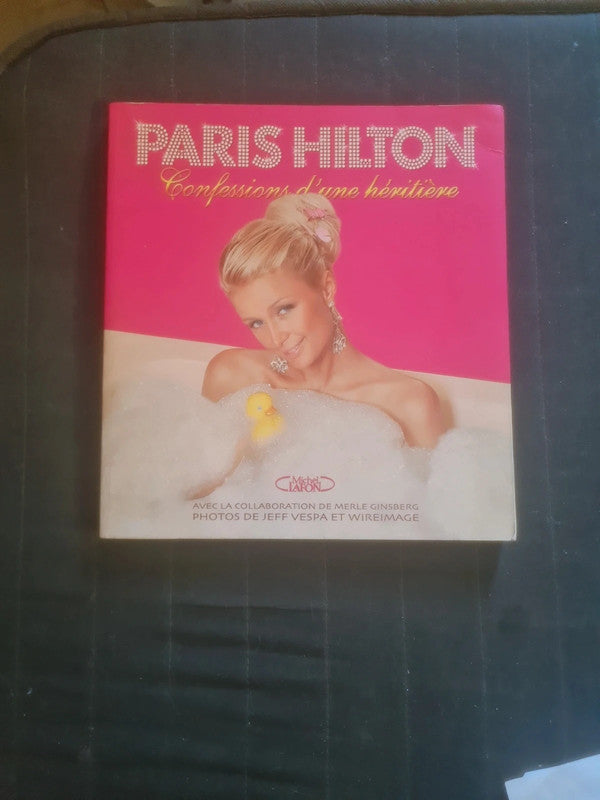 PARIS HILTON
Confessions d'une héritière
Michel
LAFON
AVEC LA COLLABORATION DE MERLE GINSBERG
PHOTOS DE JEFF VESPA ET WIREIMAGE